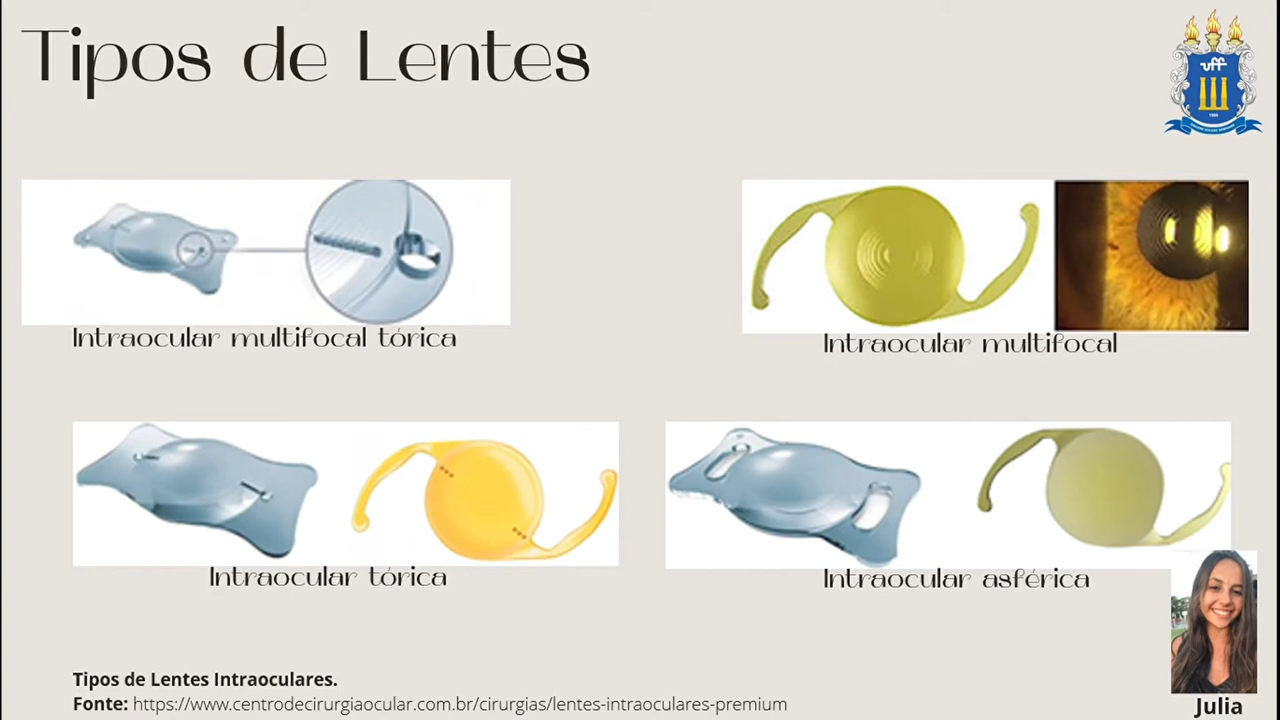 Tipos de Lentes
uff
Intraocular multifocal tórica
Intraocular multifocal
Intraocular tórica
Intraocular asférica
Tipos de Lentes Intraoculares.
Fonte: https://www.centrodecirurgiaocular.com.br/cirurgias/lentes-intraoculares-premium
Julia